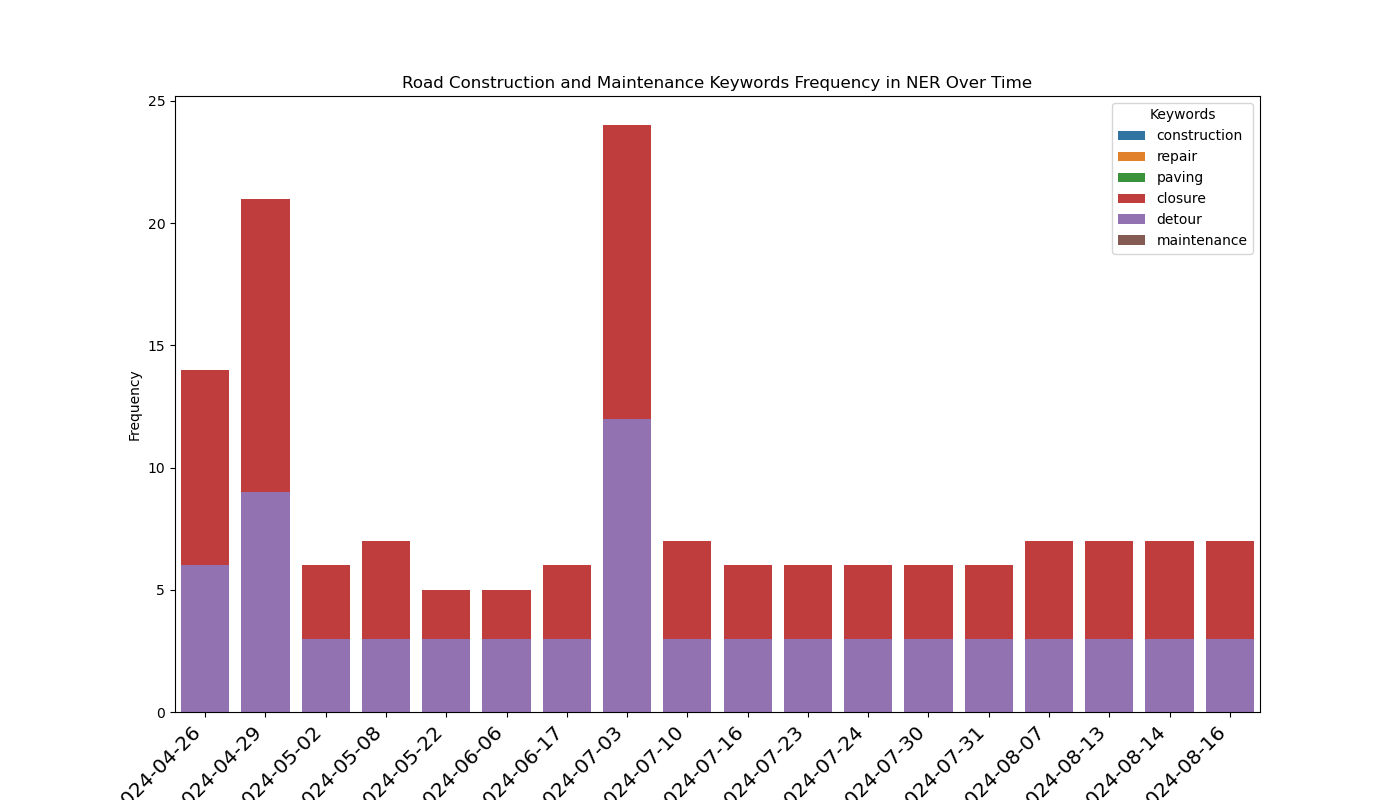 Road Construction and Maintenance Keywords Frequency in NER Over Time
Keywords
construction
repair
paving
closure
detour
maintenance
Frequency
25
20
15
10
5
0
024-04-26
024-04-29
024-05-02
024-05-08
024-05-22
024-06-06
024-06-17
024-07-03
024-07-10
024-07-16
024-07-23
024-07-24
024-07-30
024-07-31
024-08-07
024-08-13
024-08-14
024-08-16